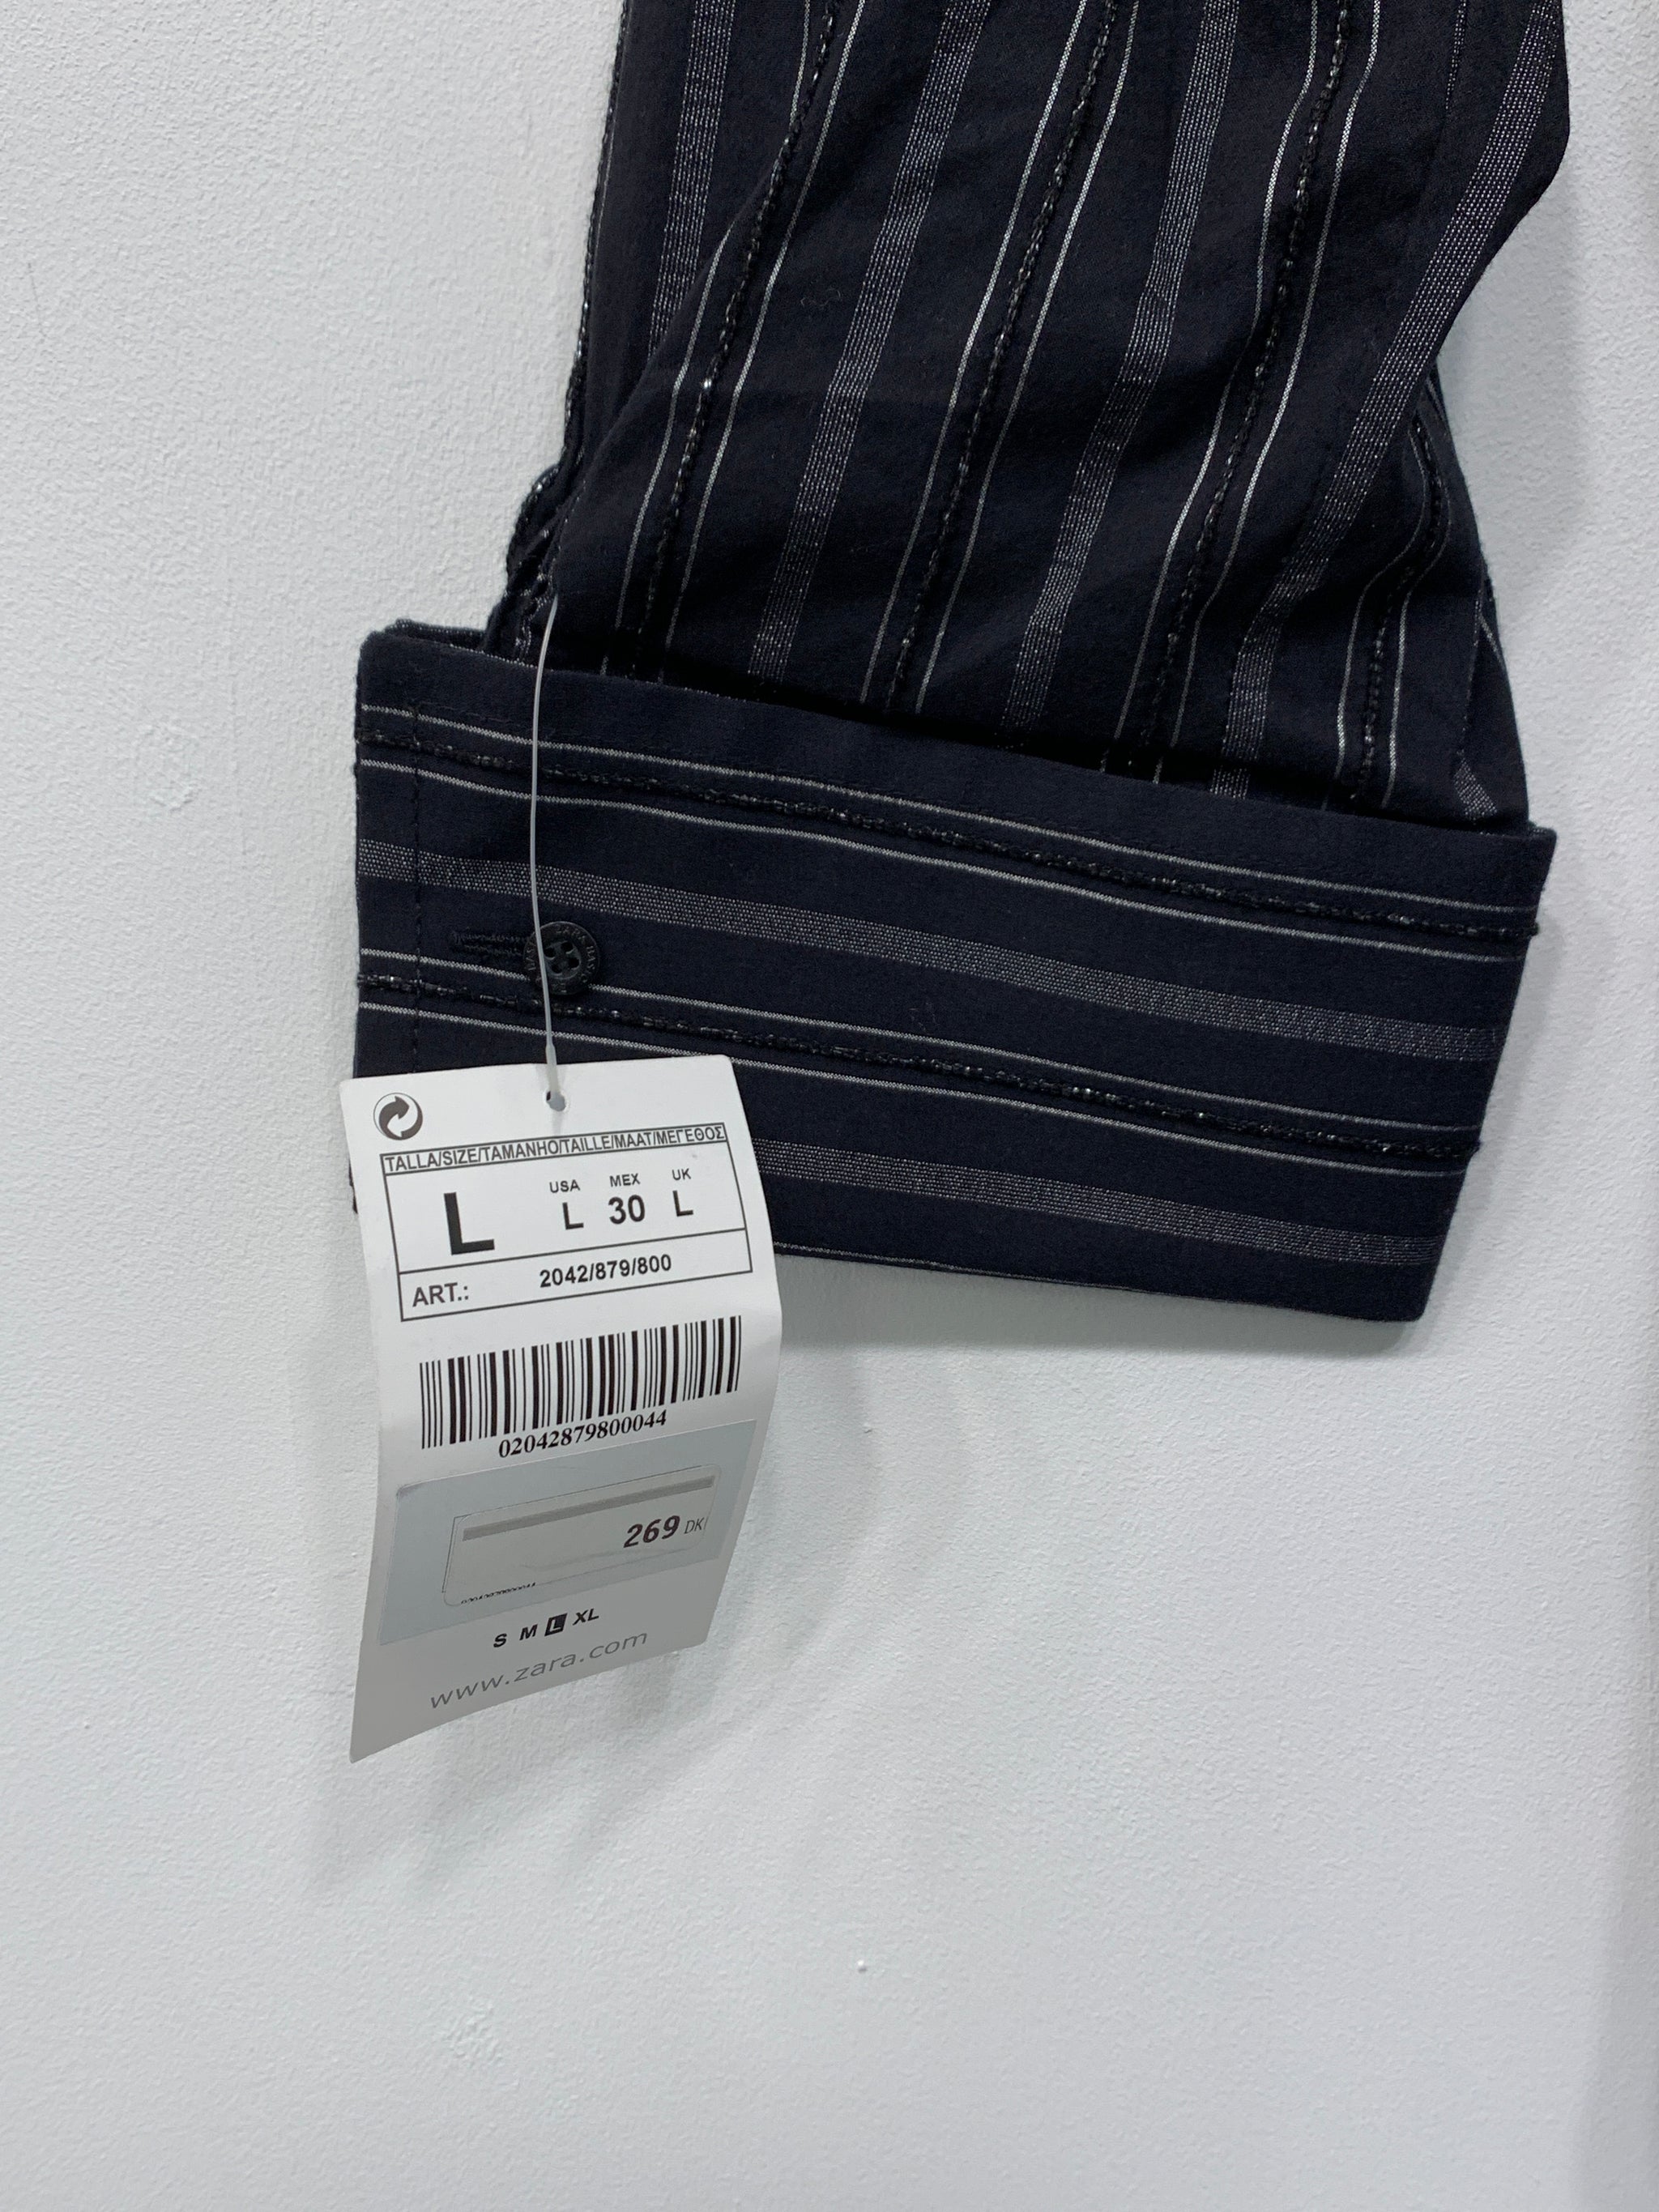 TALLA/SIZE/TAMANHO/TAILLE/MAAT/ΜΕΓΕΘΟΣ
L USA L MEX 30 UK L
ART.: 2042/879/800
02042879800044
269 DK
S M L XL
www.zara.com